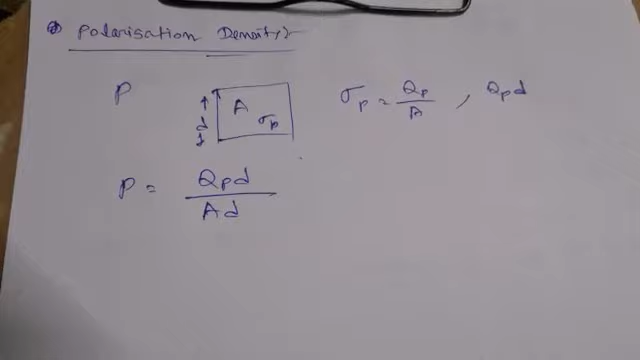 Polarisation Density:-
P
A
d
σp
σp = Qp/A , Qpd
P = Qpd/Ad